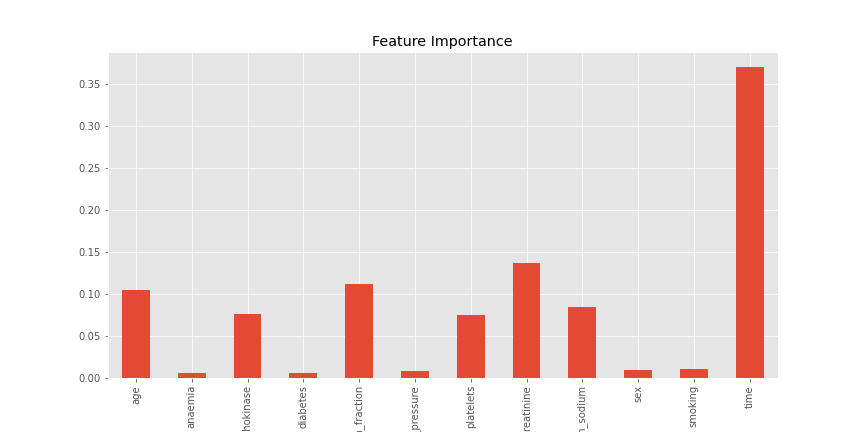 Feature Importance
0.35
0.30
0.25
0.20
0.15
0.10
0.05
0.00
age
anaemia
hokinase
diabetes
_fraction
pressure
platelets
reatinine
_sodium
sex
smoking
time